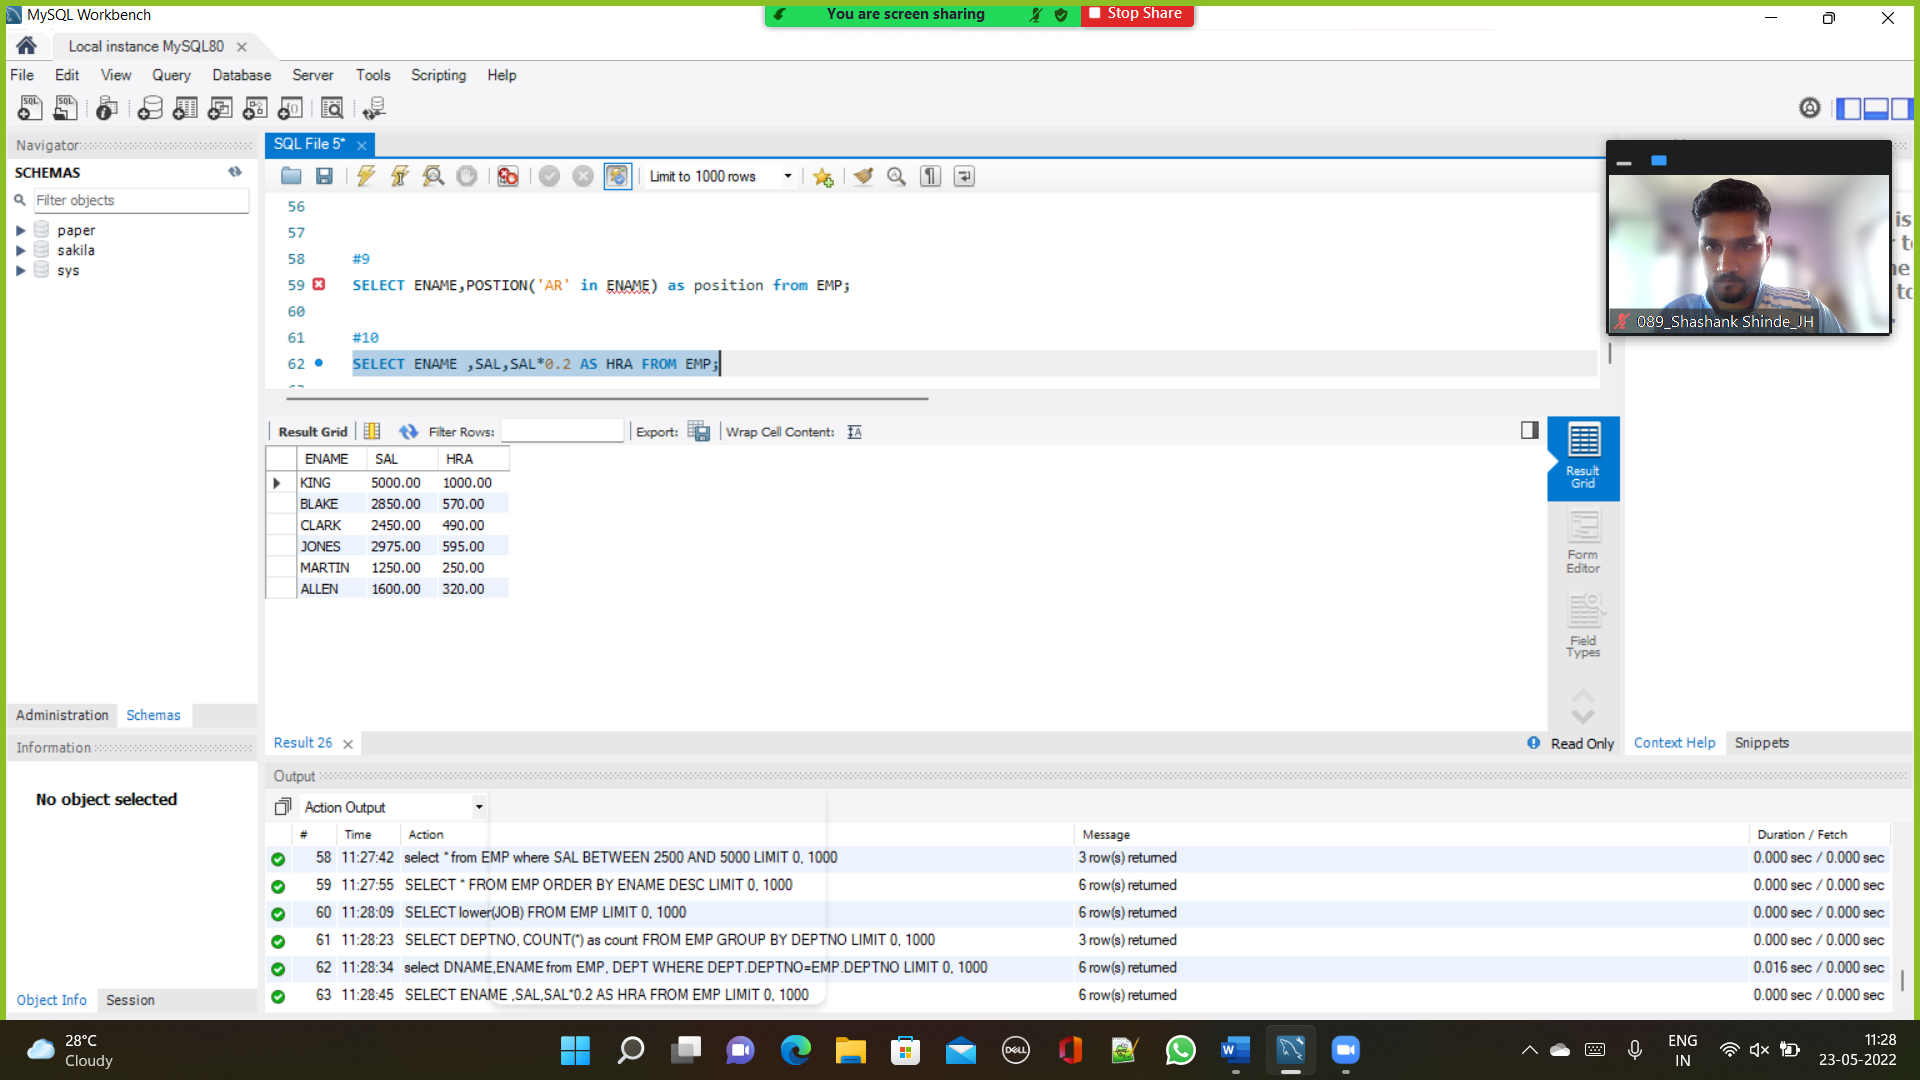 MySQL Workbench
You are screen sharing
Stop Share
Local instance MySQL80
File Edit View Query Database Server Tools Scripting Help
Navigator
SCHEMAS
Filter objects
paper
sakila
sys
Administration Schemas
Information
No object selected
Object Info Session
SQL File 5*
Limit to 1000 rows
56
57
58 #9
59 SELECT ENAME,POSTION('AR' in ENAME) as position from EMP;
60
61 #10
62 SELECT ENAME ,SAL,SAL*0.2 AS HRA FROM EMP;
Result Grid Filter Rows: Export: Wrap Cell Content:
ENAME SAL HRA
KING 5000.00 1000.00
BLAKE 2850.00 570.00
CLARK 2450.00 490.00
JONES 2975.00 595.00
MARTIN 1250.00 250.00
ALLEN 1600.00 320.00
Result
Grid
Form
Editor
Field
Types
Result 26
Read Only
089_Shashank Shinde_JH
Context Help Snippets
Output
Action Output
# Time Action Message Duration / Fetch
58 11:27:42 select * from EMP where SAL BETWEEN 2500 AND 5000 LIMIT 0, 1000 3 row(s) returned 0.000 sec / 0.000 sec
59 11:27:55 SELECT * FROM EMP ORDER BY ENAME DESC LIMIT 0, 1000 6 row(s) returned 0.000 sec / 0.000 sec
60 11:28:09 SELECT lower(JOB) FROM EMP LIMIT 0, 1000 6 row(s) returned 0.000 sec / 0.000 sec
61 11:28:23 SELECT DEPTNO, COUNT(*) as count FROM EMP GROUP BY DEPTNO LIMIT 0, 1000 3 row(s) returned 0.000 sec / 0.000 sec
62 11:28:34 select DNAME,ENAME from EMP, DEPT WHERE DEPT.DEPTNO=EMP.DEPTNO LIMIT 0, 1000 6 row(s) returned 0.016 sec / 0.000 sec
63 11:28:45 SELECT ENAME ,SAL,SAL*0.2 AS HRA FROM EMP LIMIT 0, 1000 6 row(s) returned 0.000 sec / 0.000 sec
28°C
Cloudy
DELL
ENG
IN
11:28
23-05-2022